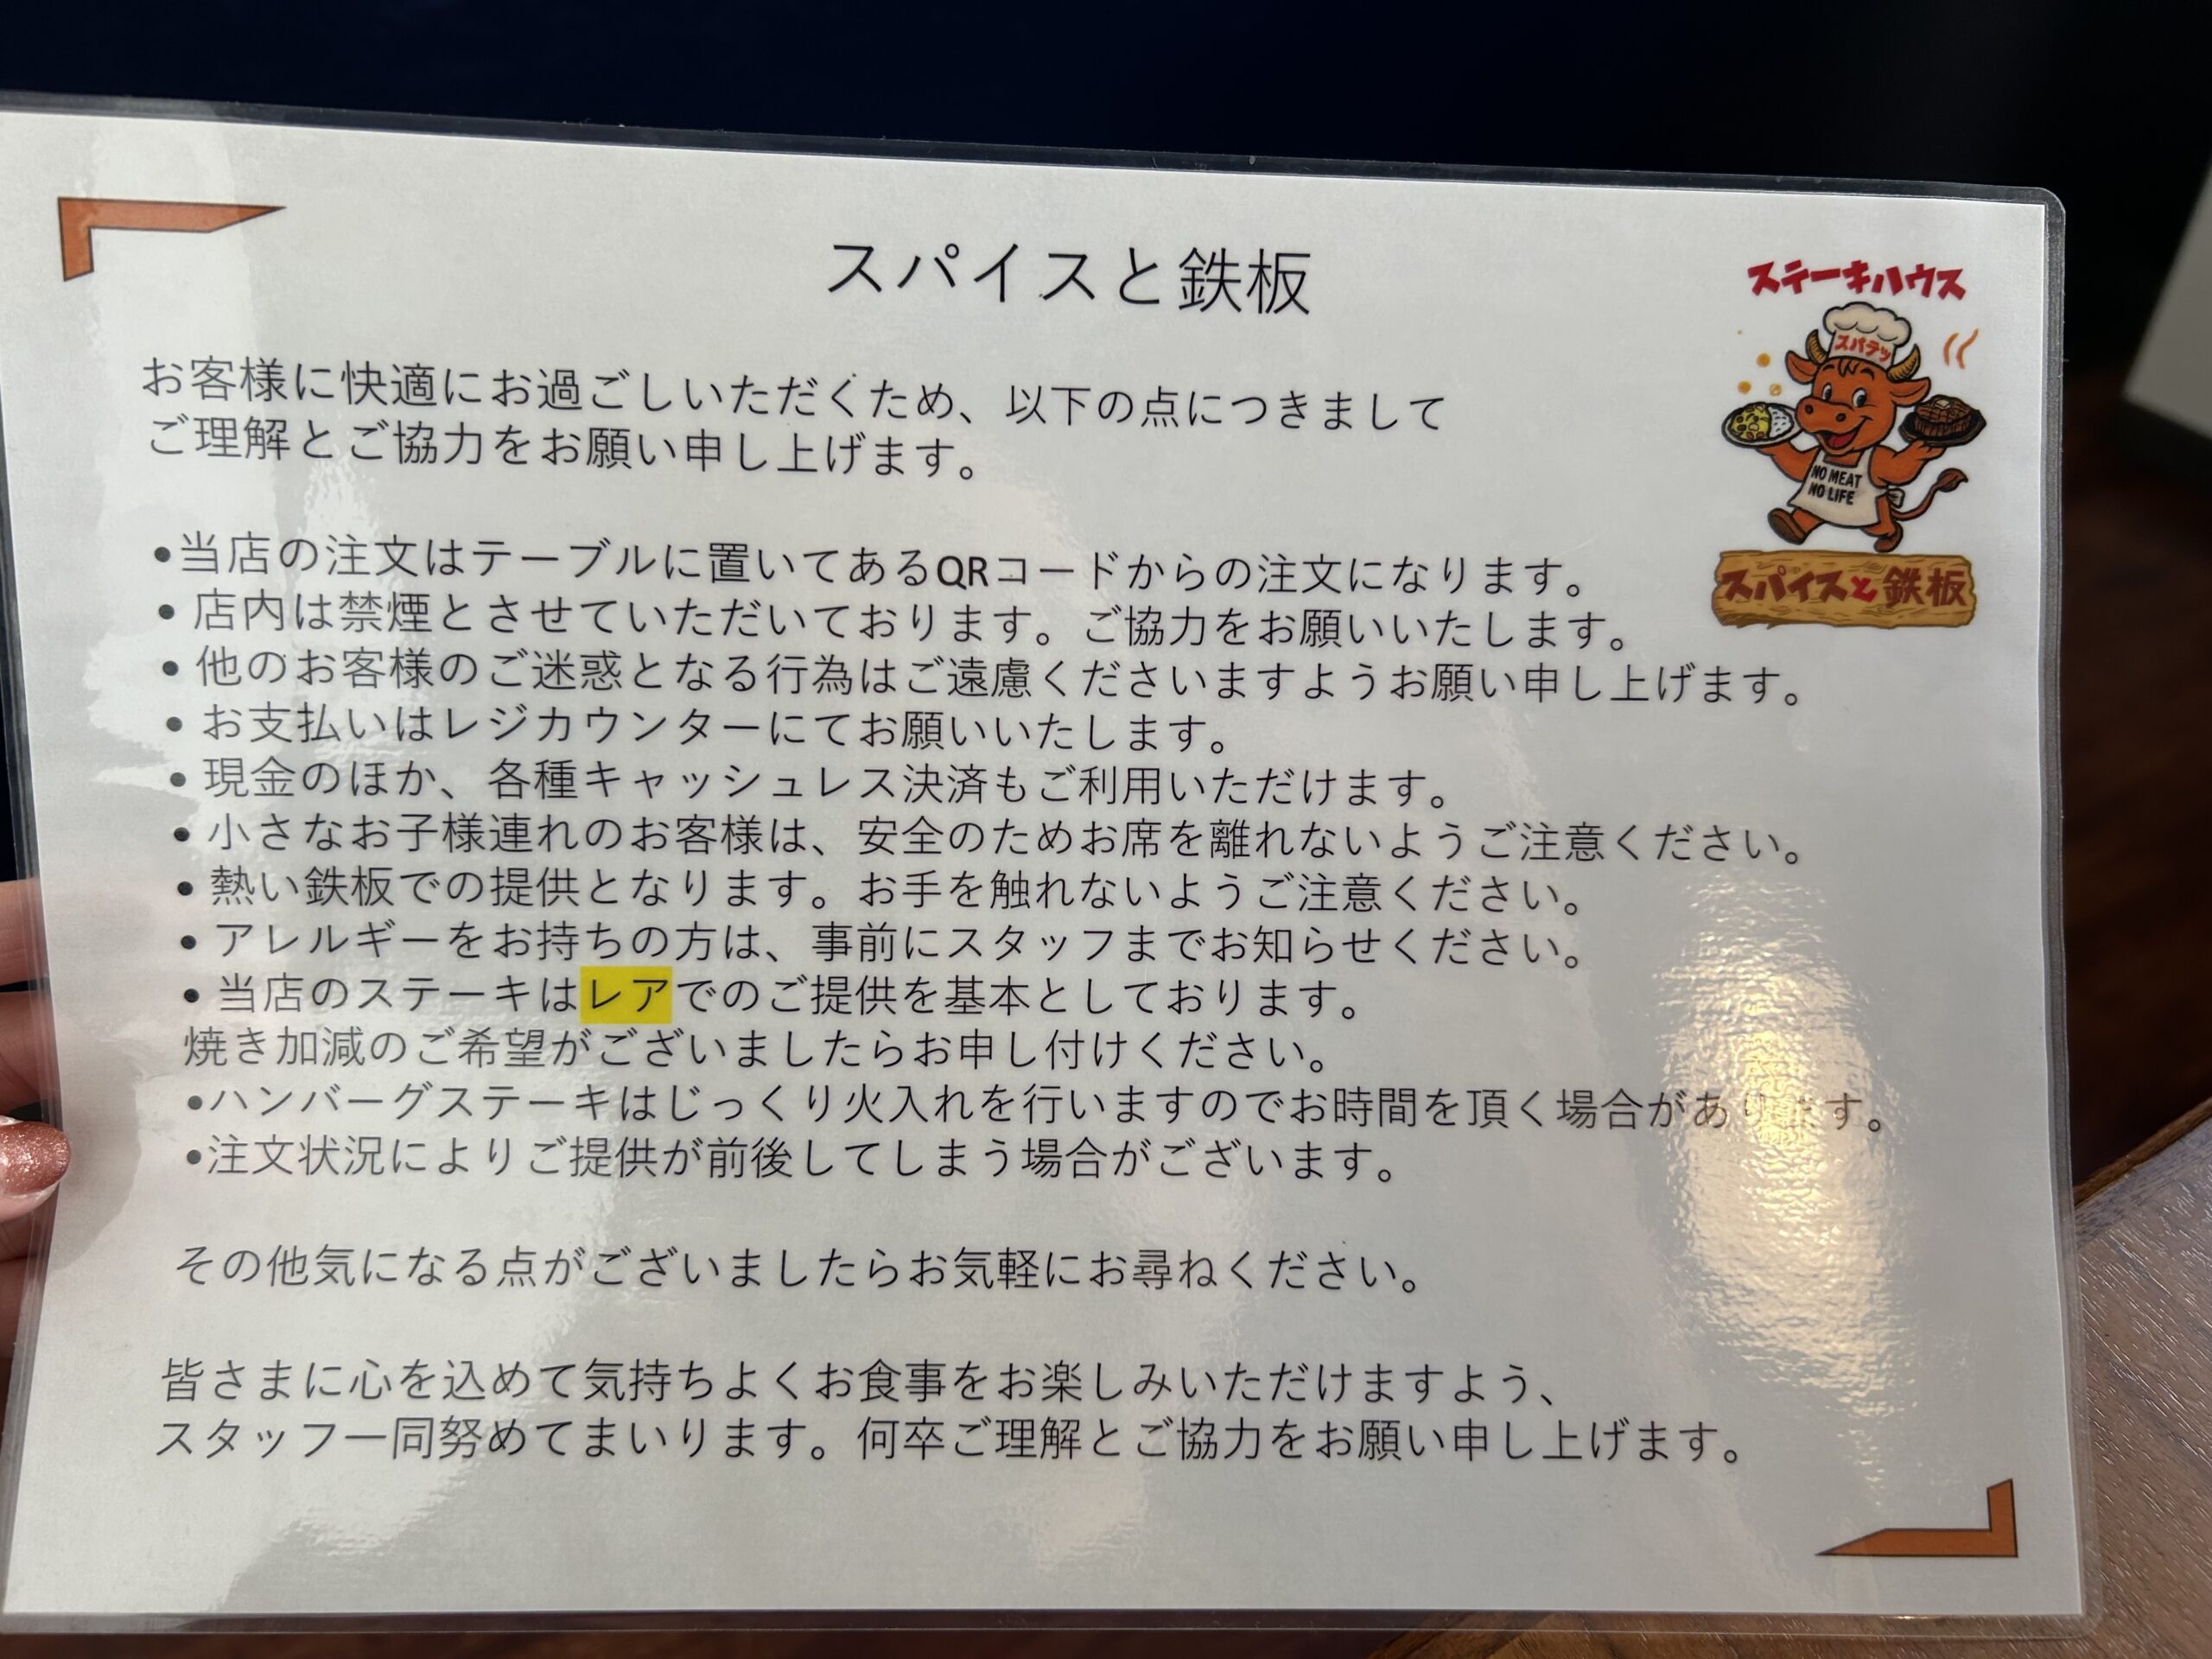 スパイスと鉄板
ステーキハウス
スパテツ
NO MEAT
NO LIFE
スパイスと鉄板
お客様に快適にお過ごしいただくため、以下の点につきまして
ご理解とご協力をお願い申し上げます。
•当店の注文はテーブルに置いてあるQRコードからの注文になります。
• 店内は禁煙とさせていただいております。ご協力をお願いいたします。
• 他のお客様のご迷惑となる行為はご遠慮くださいますようお願い申し上げます。
• お支払いはレジカウンターにてお願いいたします。
• 現金のほか、各種キャッシュレス決済もご利用いただけます。
• 小さなお子様連れのお客様は、安全のためお席を離れないようご注意ください。
• 熱い鉄板での提供となります。お手を触れないようご注意ください。
• アレルギーをお持ちの方は、事前にスタッフまでお知らせください。
• 当店のステーキはレアでのご提供を基本としております。
焼き加減のご希望がございましたらお申し付けください。
•ハンバーグステーキはじっくり火入れを行いますのでお時間を頂く場合があります。
•注文状況によりご提供が前後してしまう場合がございます。
その他気になる点がございましたらお気軽にお尋ねください。
皆さまに心を込めて気持ちよくお食事をお楽しみいただけますよう、
スタッフ一同努めてまいります。何卒ご理解とご協力をお願い申し上げます。